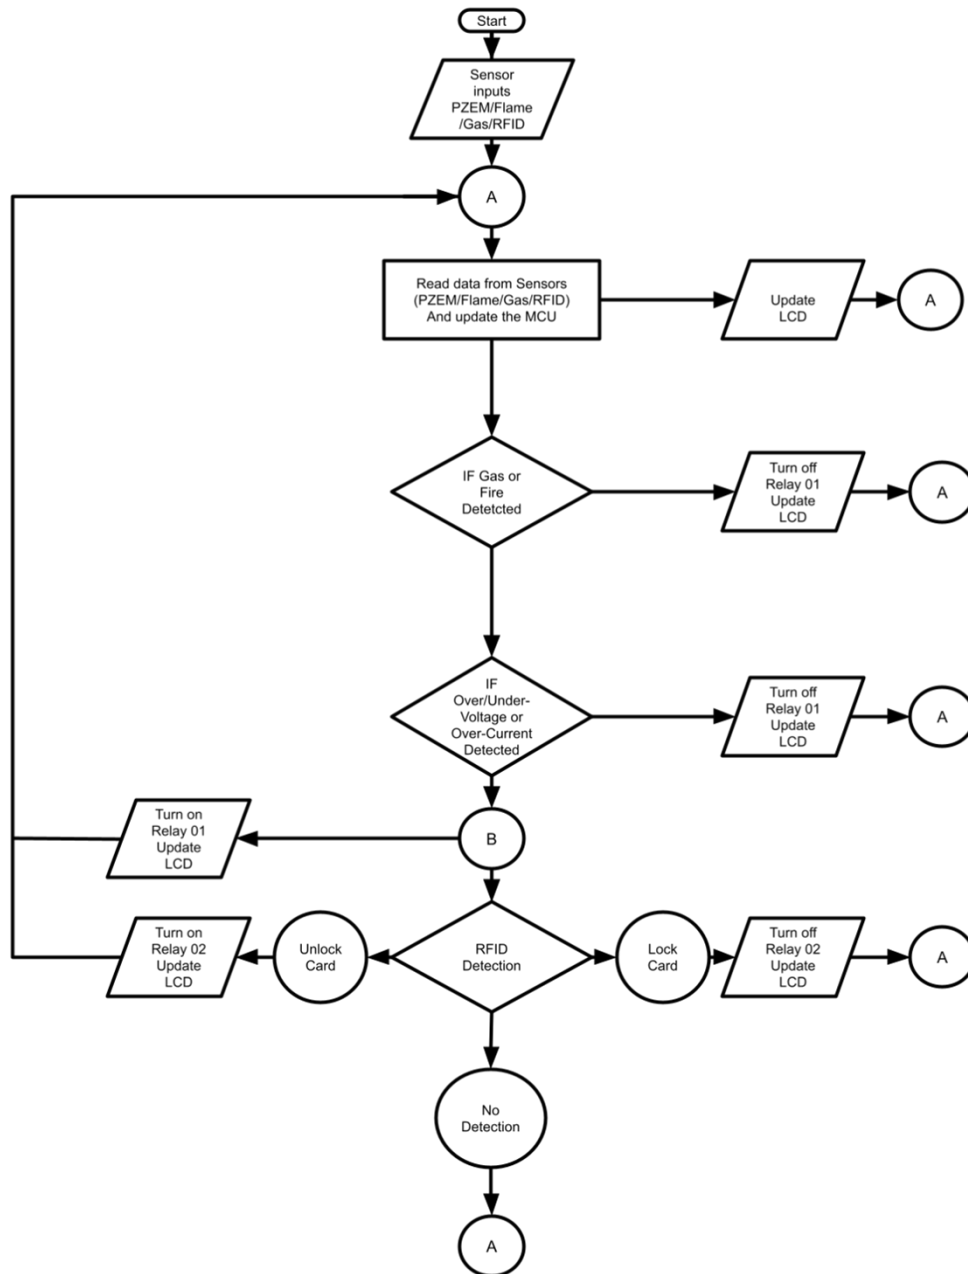 Start
Sensor
inputs
PZEM/Flame
/Gas/RFID
A
Read data from Sensors
(PZEM/Flame/Gas/RFID)
And update the MCU
Update
LCD
A
IF Gas or
Fire
Detetcted
Turn off
Relay 01
Update
LCD
A
IF
Over/Under-
Voltage or
Over-Current
Detected
Turn off
Relay 01
Update
LCD
A
Turn on
Relay 01
Update
LCD
B
Turn on
Relay 02
Update
LCD
Unlock
Card
RFID
Detection
Lock
Card
Turn off
Relay 02
Update
LCD
A
No
Detection
A